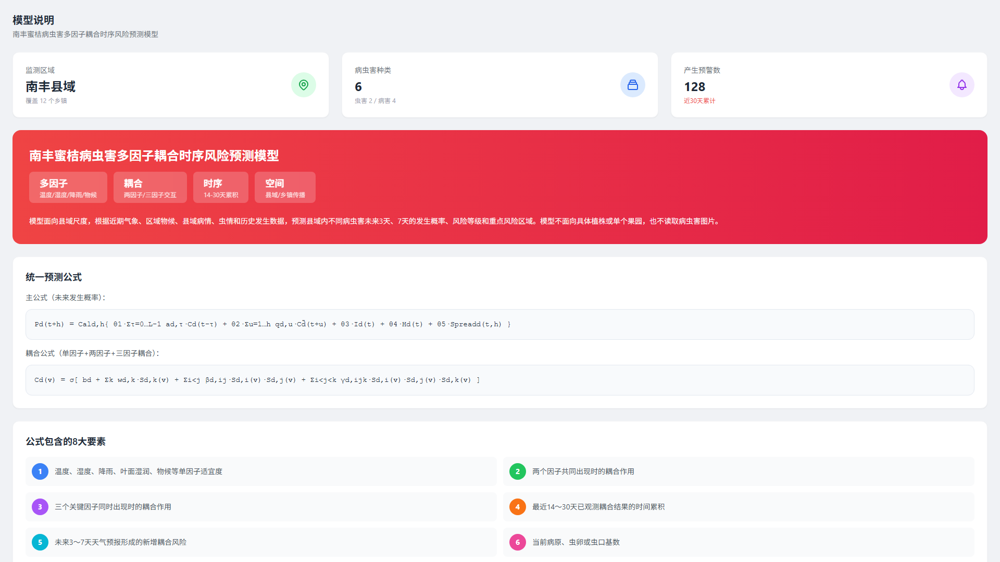 模型说明
南丰蜜桔病虫害多因子耦合时序风险预测模型
监测区域
南丰县域
覆盖 12 个乡镇
病虫害种类
6
虫害 2 / 病害 4
产生预警数
128
近30天累计
南丰蜜桔病虫害多因子耦合时序风险预测模型
多因子
温度/湿度/降雨/物候
耦合
两因子/三因子交互
时序
14-30天累积
空间
县域/乡镇传播
模型面向县域尺度，根据近期气象、区域物候、县域病情、虫情和历史发生数据，预测县域内不同病虫害未来3天、7天的发生概率、风险等级和重点风险区域。模型不面向具体植株或单个果园，也不读取病虫害图片。
统一预测公式
主公式（未来发生概率）：
Pd(t+h) = Cald,h{ θ1·Στ=0…L-1 ad,τ·Cd(t-τ) + θ2·Σu=1…h qd,u·Cd̃(t+u) + θ3·Id(t) + θ4·Hd(t) + θ5·Spreadd(t,h) }
耦合公式（单因子+两因子+三因子耦合）：
Cd(v) = σ[ bd + Σk wd,k·Sd,k(v) + Σi<j βd,ij·Sd,i(v)·Sd,j(v) + Σi<j<k γd,ijk·Sd,i(v)·Sd,j(v)·Sd,k(v) ]
公式包含的8大要素
1 温度、湿度、降雨、叶面湿润、物候等单因子适宜度
2 两个因子共同出现时的耦合作用
3 三个关键因子同时出现时的耦合作用
4 最近14～30天已观测耦合结果的时间累积
5 未来3～7天天气预报形成的新增耦合风险
6 当前病原、虫卵或虫口基数